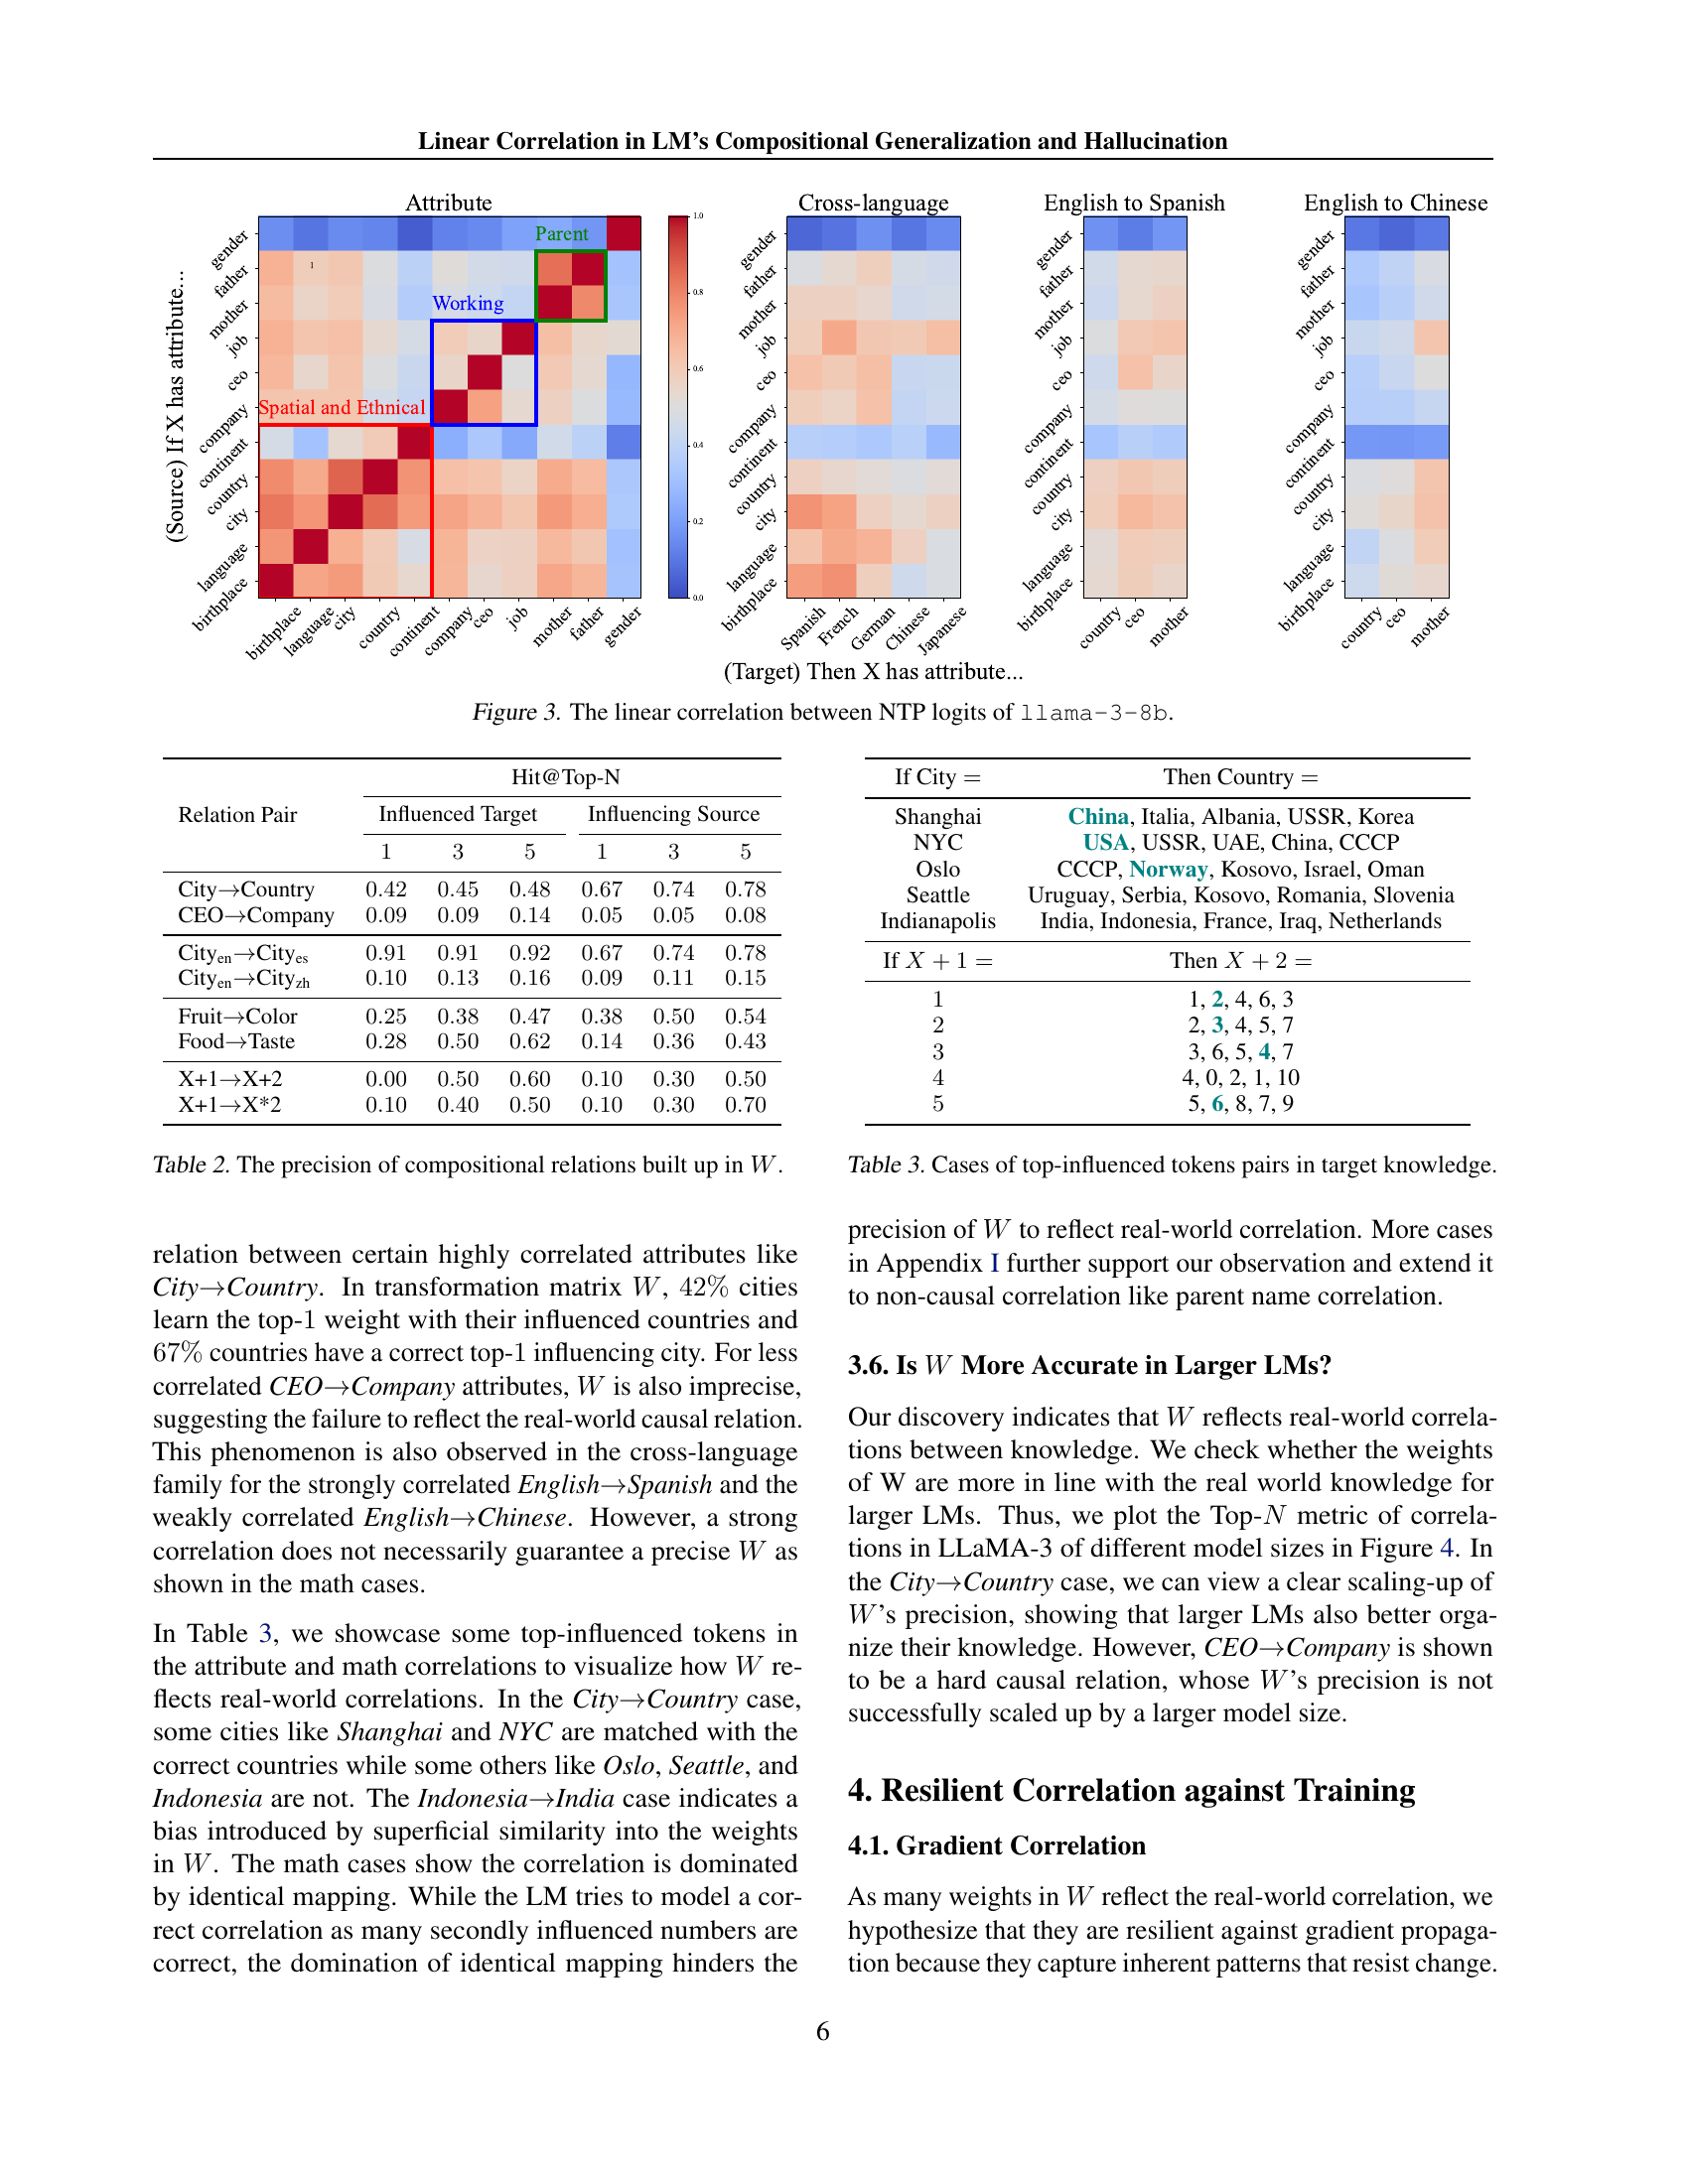 Linear Correlation in LM's Compositional Generalization and Hallucination
Attribute
Cross-language
English to Spanish
English to Chinese
(Source) If X has attribute...
gender
father
mother
job
ceo
company
continent
country
city
language
birthplace
1
Parent
Working
Spatial and Ethnical
birthplace
language
city
country
continent
company
ceo
job
mother
father
gender
1.0
0.8
0.6
0.4
0.2
0.0
gender
father
mother
job
ceo
company
continent
country
city
language
birthplace
Spanish
French
German
Chinese
Japanese
gender
father
mother
job
ceo
company
continent
country
city
language
birthplace
country
ceo
mother
gender
father
mother
job
ceo
company
continent
country
city
language
birthplace
country
ceo
mother
(Target) Then X has attribute...
Figure 3. The linear correlation between NTP logits of llama-3-8b.
Hit@Top-N
Relation Pair Influenced Target Influencing Source
1 3 5 1 3 5
City→Country 0.42 0.45 0.48 0.67 0.74 0.78
CEO→Company 0.09 0.09 0.14 0.05 0.05 0.08
City_en→City_es 0.91 0.91 0.92 0.67 0.74 0.78
City_en→City_zh 0.10 0.13 0.16 0.09 0.11 0.15
Fruit→Color 0.25 0.38 0.47 0.38 0.50 0.54
Food→Taste 0.28 0.50 0.62 0.14 0.36 0.43
X+1→X+2 0.00 0.50 0.60 0.10 0.30 0.50
X+1→X*2 0.10 0.40 0.50 0.10 0.30 0.70
Table 2. The precision of compositional relations built up in W.
If City = Then Country =
Shanghai China, Italia, Albania, USSR, Korea
NYC USA, USSR, UAE, China, CCCP
Oslo CCCP, Norway, Kosovo, Israel, Oman
Seattle Uruguay, Serbia, Kosovo, Romania, Slovenia
Indianapolis India, Indonesia, France, Iraq, Netherlands
If X + 1 = Then X + 2 =
1 1, 2, 4, 6, 3
2 2, 3, 4, 5, 7
3 3, 6, 5, 4, 7
4 4, 0, 2, 1, 10
5 5, 6, 8, 7, 9
Table 3. Cases of top-influenced tokens pairs in target knowledge.
relation between certain highly correlated attributes like
City→Country. In transformation matrix W, 42% cities
learn the top-1 weight with their influenced countries and
67% countries have a correct top-1 influencing city. For less
correlated CEO→Company attributes, W is also imprecise,
suggesting the failure to reflect the real-world causal relation.
This phenomenon is also observed in the cross-language
family for the strongly correlated English→Spanish and the
weakly correlated English→Chinese. However, a strong
correlation does not necessarily guarantee a precise W as
shown in the math cases.
In Table 3, we showcase some top-influenced tokens in
the attribute and math correlations to visualize how W re-
flects real-world correlations. In the City→Country case,
some cities like Shanghai and NYC are matched with the
correct countries while some others like Oslo, Seattle, and
Indonesia are not. The Indonesia→India case indicates a
bias introduced by superficial similarity into the weights
in W. The math cases show the correlation is dominated
by identical mapping. While the LM tries to model a cor-
rect correlation as many secondly influenced numbers are
correct, the domination of identical mapping hinders the
precision of W to reflect real-world correlation. More cases
in Appendix I further support our observation and extend it
to non-causal correlation like parent name correlation.
3.6. Is W More Accurate in Larger LMs?
Our discovery indicates that W reflects real-world correla-
tions between knowledge. We check whether the weights
of W are more in line with the real world knowledge for
larger LMs. Thus, we plot the Top-N metric of correla-
tions in LLaMA-3 of different model sizes in Figure 4. In
the City→Country case, we can view a clear scaling-up of
W's precision, showing that larger LMs also better orga-
nize their knowledge. However, CEO→Company is shown
to be a hard causal relation, whose W's precision is not
successfully scaled up by a larger model size.
4. Resilient Correlation against Training
4.1. Gradient Correlation
As many weights in W reflect the real-world correlation, we
hypothesize that they are resilient against gradient propaga-
tion because they capture inherent patterns that resist change.
6